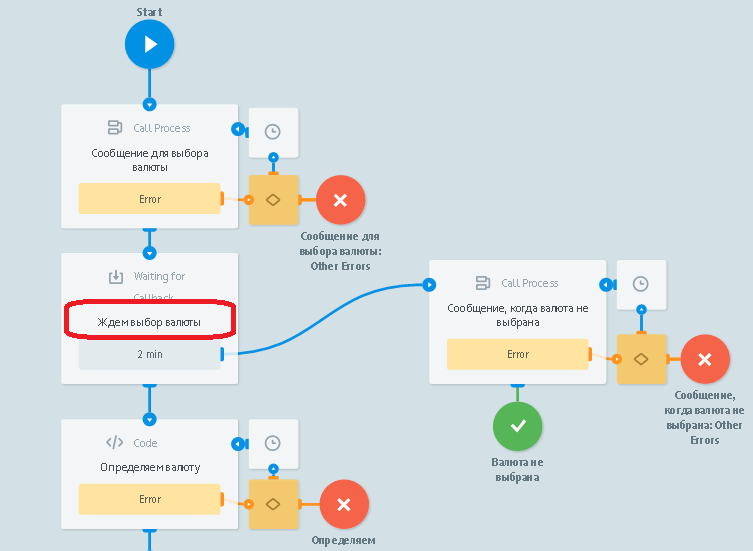 Start
Call Process
Сообщение для выбора
валюты
Error
Сообщение для
выбора валюты:
Other Errors
Waiting for
Callback
Ждем выбор валюты
2 min
Call Process
Сообщение, когда валюта не
выбрана
Error
Сообщение,
когда валюта не
выбрана: Other
Errors
Валюта не
выбрана
Code
Определяем валюту
Error
Определяем